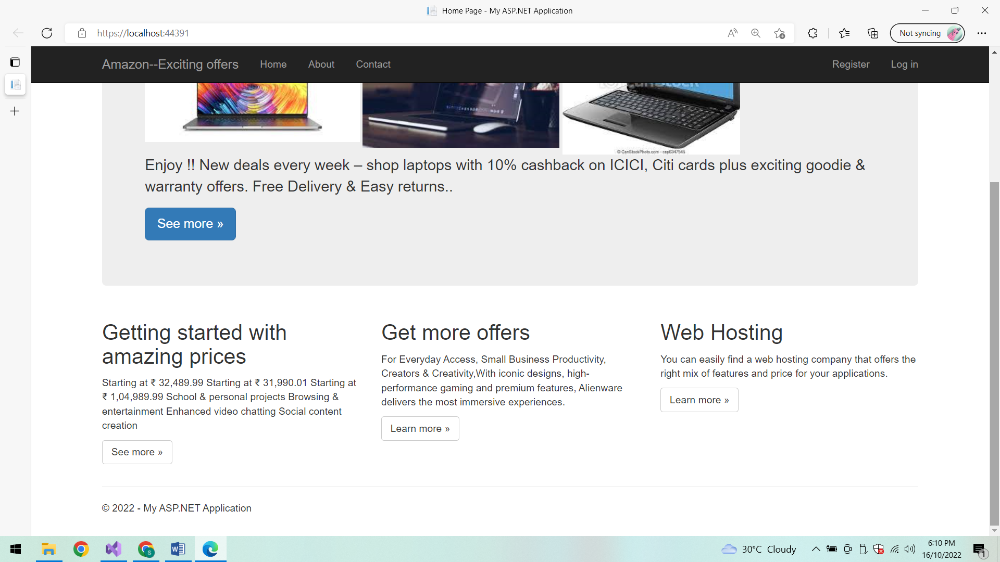 Home Page - My ASP.NET Application
https://localhost:44391
Not syncing
Amazon--Exciting offers Home About Contact Register Log in
© CanStockPhoto.com - csp6347545
Enjoy !! New deals every week – shop laptops with 10% cashback on ICICI, Citi cards plus exciting goodie &
warranty offers. Free Delivery & Easy returns..
See more »
Getting started with
amazing prices
Starting at ₹ 32,489.99 Starting at ₹ 31,990.01 Starting at
₹ 1,04,989.99 School & personal projects Browsing &
entertainment Enhanced video chatting Social content
creation
See more »
Get more offers
For Everyday Access, Small Business Productivity,
Creators & Creativity,With iconic designs, high-
performance gaming and premium features, Alienware
delivers the most immersive experiences.
Learn more »
Web Hosting
You can easily find a web hosting company that offers the
right mix of features and price for your applications.
Learn more »
© 2022 - My ASP.NET Application
30°C Cloudy
6:10 PM
16/10/2022
1